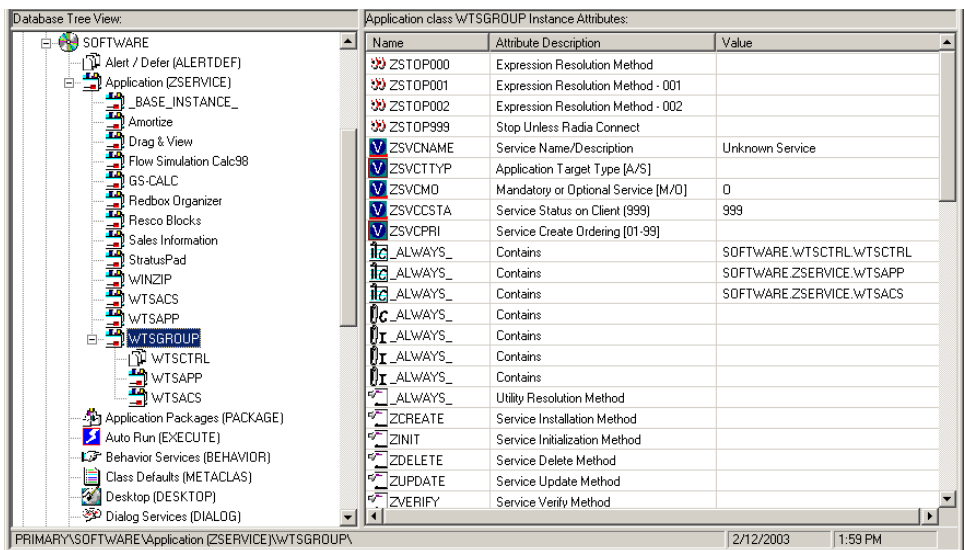 Database Tree View:
SOFTWARE
Alert / Defer (ALERTDEF)
Application (ZSERVICE)
_BASE_INSTANCE_
Amortize
Drag & View
Flow Simulation Calc98
GS-CALC
Redbox Organizer
Resco Blocks
Sales Information
StratusPad
WINZIP
WTSACS
WTSAPP
WTSGROUP
WTSCTRL
WTSAPP
WTSACS
Application Packages (PACKAGE)
Auto Run (EXECUTE)
Behavior Services (BEHAVIOR)
Class Defaults (METACLAS)
Desktop (DESKTOP)
Dialog Services (DIALOG)
Application class WTSGROUP Instance Attributes:
Name Attribute Description Value
ZSTOP000 Expression Resolution Method
ZSTOP001 Expression Resolution Method - 001
ZSTOP002 Expression Resolution Method - 002
ZSTOP999 Stop Unless Radia Connect
V ZSVCNAME Service Name/Description Unknown Service
V ZSVCTTYP Application Target Type [A/S]
V ZSVCMO Mandatory or Optional Service [M/O] O
V ZSVCCSTA Service Status on Client (999) 999
V ZSVCPRI Service Create Ordering [01-99]
C _ALWAYS_ Contains SOFTWARE.WTSCTRL.WTSCTRL
C _ALWAYS_ Contains SOFTWARE.ZSERVICE.WTSAPP
C _ALWAYS_ Contains SOFTWARE.ZSERVICE.WTSACS
C _ALWAYS_ Contains
I _ALWAYS_ Contains
I _ALWAYS_ Contains
I _ALWAYS_ Contains
_ALWAYS_ Utility Resolution Method
ZCREATE Service Installation Method
ZINIT Service Initialization Method
ZDELETE Service Delete Method
ZUPDATE Service Update Method
ZVERIFY Service Verify Method
PRIMARY\SOFTWARE\Application (ZSERVICE)\WTSGROUP\ 2/12/2003 1:59 PM